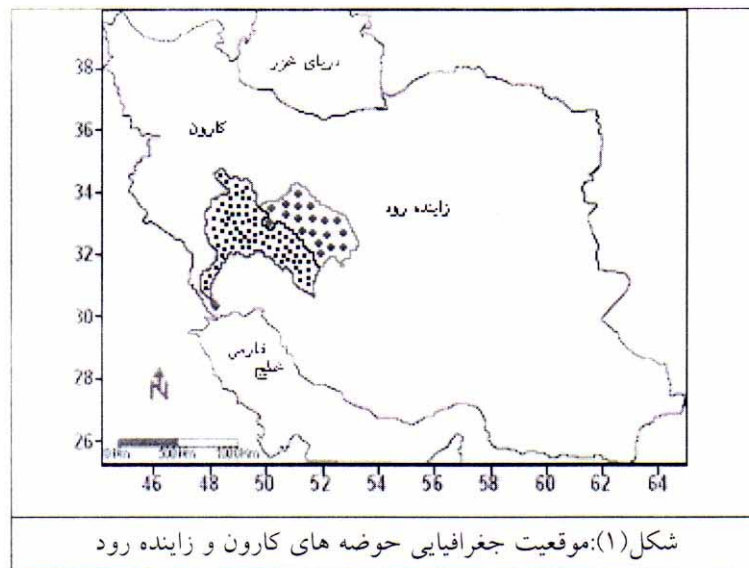 دریای خزر
38
36
کارون
34
زاینده رود
32
30
فارس
خلیج
28
N
26
46 48 50 52 54 56 58 60 62 64
شکل(۱):موقعیت جغرافیایی حوضه های کارون و زاینده رود